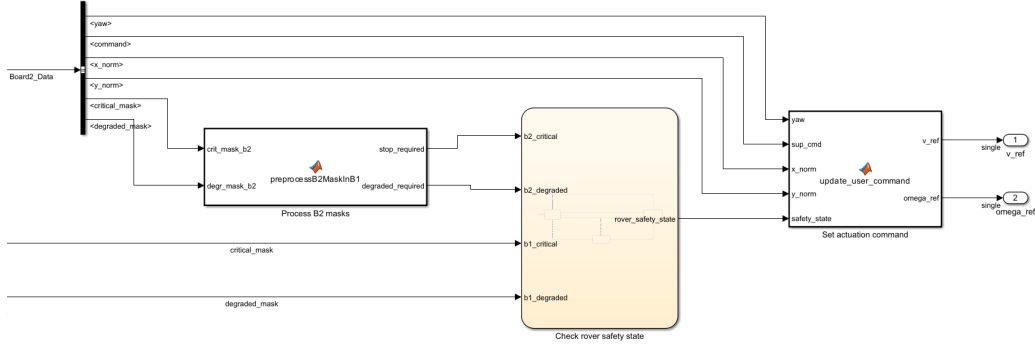 <yaw>
<command>
<x_norm>
Board2_Data
<y_norm>
<critical_mask>
<degraded_mask>
crit_mask_b2
degr_mask_b2
preprocessB2MaskInB1
stop_required
degraded_required
Process B2 masks
critical_mask
degraded_mask
b2_critical
b2_degraded
b1_critical
b1_degraded
rover_safety_state
Check rover safety state
yaw
sup_cmd
x_norm
y_norm
safety_state
update_user_command
v_ref
omega_ref
Set actuation command
single
1
v_ref
single
2
omega_ref